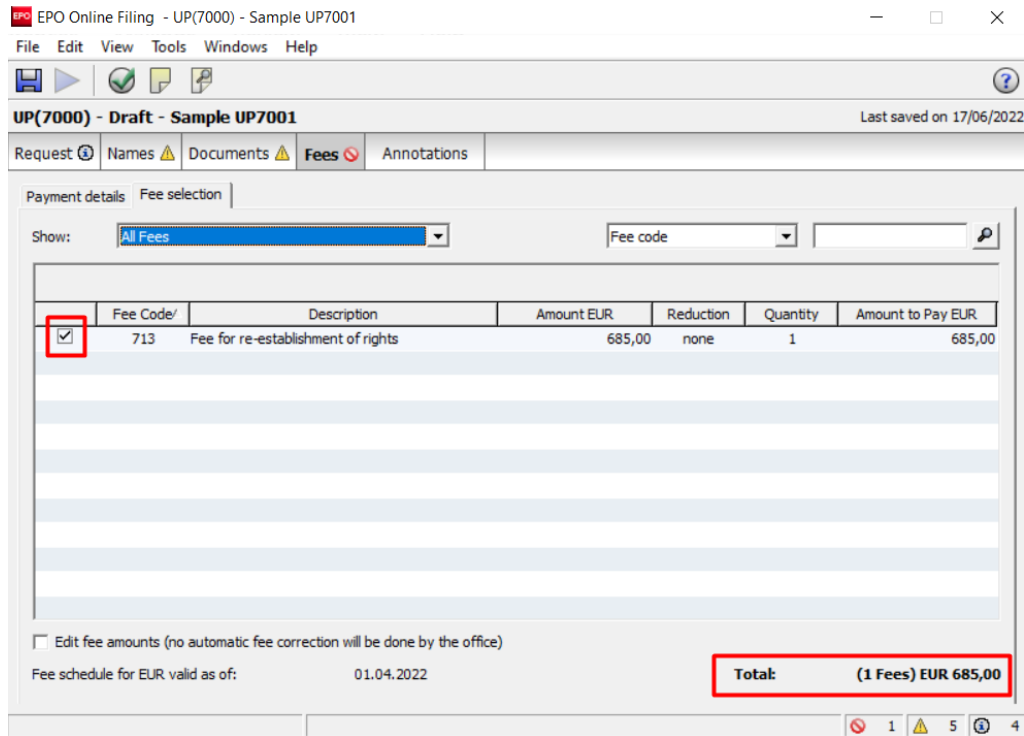 EPO EPO Online Filing - UP(7000) - Sample UP7001
File Edit View Tools Windows Help
UP(7000) - Draft - Sample UP7001 Last saved on 17/06/2022
Request Names Documents Fees Annotations
Payment details Fee selection
Show: All Fees Fee code
Fee Code/ Description Amount EUR Reduction Quantity Amount to Pay EUR
713 Fee for re-establishment of rights 685,00 none 1 685,00
Edit fee amounts (no automatic fee correction will be done by the office)
Fee schedule for EUR valid as of: 01.04.2022 Total: (1 Fees) EUR 685,00
1 5 4